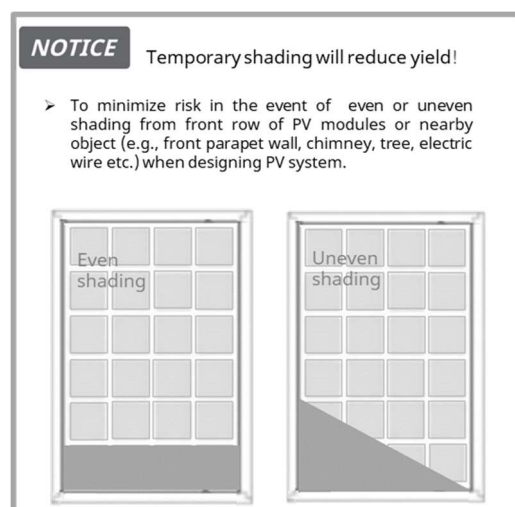 NOTICE
Temporary shading will reduce yield!
➢ To minimize risk in the event of even or uneven
shading from front row of PV modules or nearby
object (e.g., front parapet wall, chimney, tree, electric
wire etc.) when designing PV system.
Even
shading
Uneven
shading